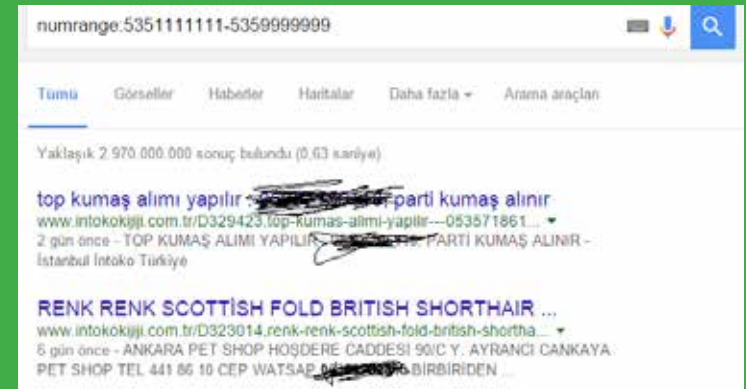 numrange:5351111111-5359999999
Tümü Görseller Haberler Haritalar Daha fazla Arama araçları
Yaklaşık 2.970.000.000 sonuç bulundu (0,63 saniye)
top kumaş alımı yapılır : parti kumaş alınır
www.intokokijiji.com.tr/D329423,top-kumas-alimi-yapilir---053571861...
2 gün önce - TOP KUMAŞ ALIMI YAPILIR PARTİ KUMAŞ ALINIR -
İstanbul İntoko Türkiye
RENK RENK SCOTTİSH FOLD BRITISH SHORTHAIR ...
www.intokokijiji.com.tr/D323014,renk-renk-scottish-fold-british-shortha...
6 gün önce - ANKARA PET SHOP HOŞDERE CADDESİ 90/C Y. AYRANCI CANKAYA
PET SHOP TEL 441 86 10 CEP WATSAP BİRBİRİDEN ...